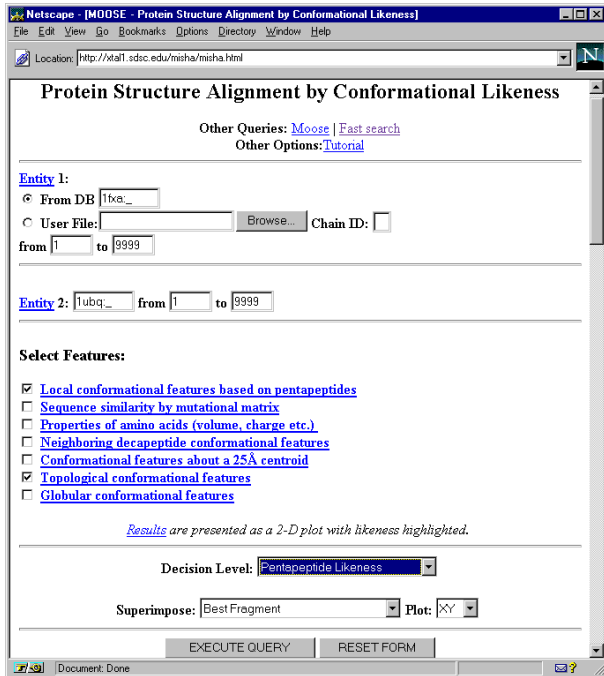 Netscape - [MOOSE - Protein Structure Alignment by Conformational Likeness]
File Edit View Go Bookmarks Options Directory Window Help
Location: http://xtal1.sdsc.edu/misha/misha.html
N
Protein Structure Alignment by Conformational Likeness
Other Queries: Moose | Fast search
Other Options:Tutorial
Entity 1:
From DB 1fxa:_
User File: Browse... Chain ID:
from 1 to 9999
Entity 2: 1ubq:_ from 1 to 9999
Select Features:
Local conformational features based on pentapeptides
Sequence similarity by mutational matrix
Properties of amino acids (volume, charge etc.)
Neighboring decapeptide conformational features
Conformational features about a 25Å centroid
Topological conformational features
Globular conformational features
Results are presented as a 2-D plot with likeness highlighted.
Decision Level: Pentapeptide Likeness
Superimpose: Best Fragment Plot: XY
EXECUTE QUERY RESET FORM
Document: Done